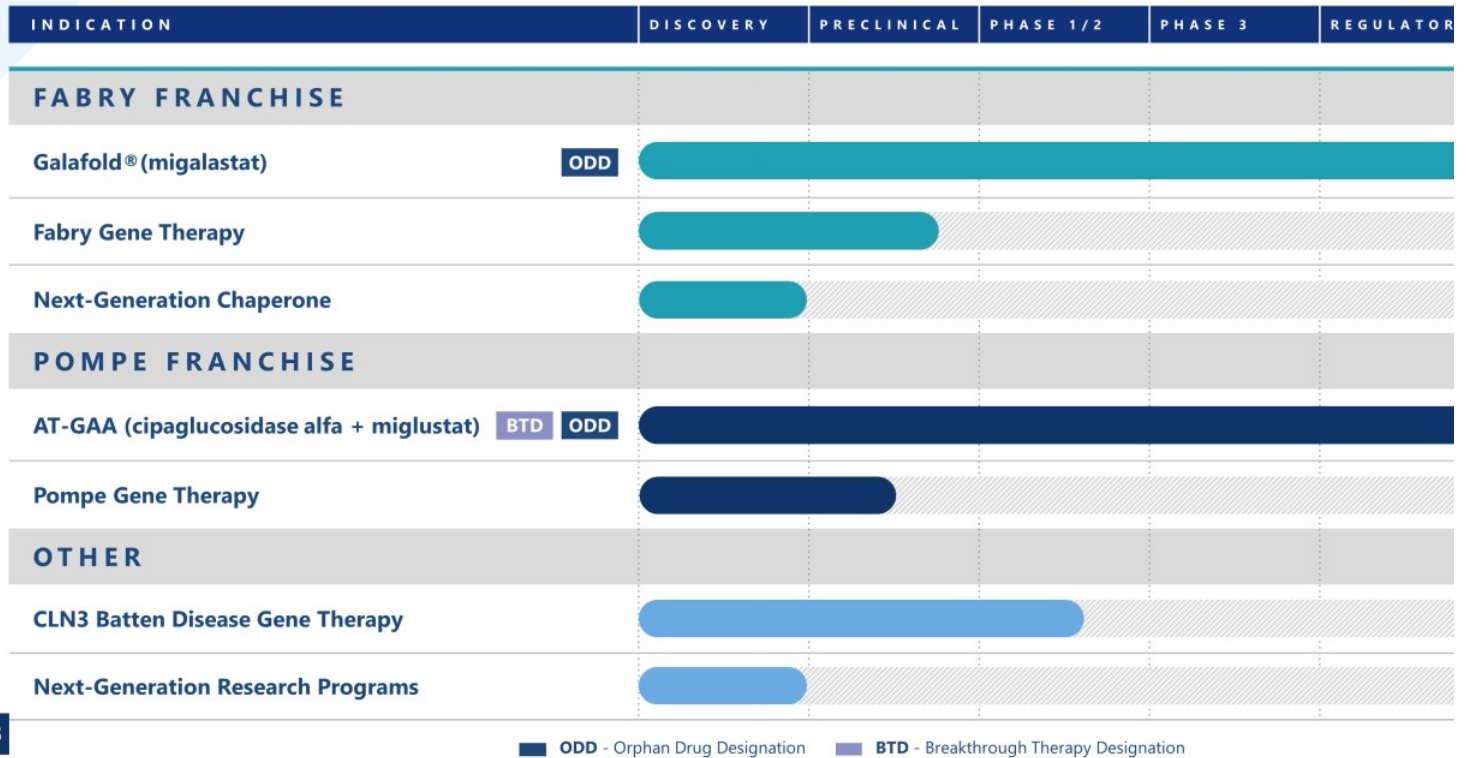 INDICATION DISCOVERY PRECLINICAL PHASE 1/2 PHASE 3 REGULATOR
FABRY FRANCHISE
Galafold® (migalastat) ODD
Fabry Gene Therapy
Next-Generation Chaperone
POMPE FRANCHISE
AT-GAA (cipaglucosidase alfa + miglustat) BTD ODD
Pompe Gene Therapy
OTHER
CLN3 Batten Disease Gene Therapy
Next-Generation Research Programs
ODD - Orphan Drug Designation BTD - Breakthrough Therapy Designation